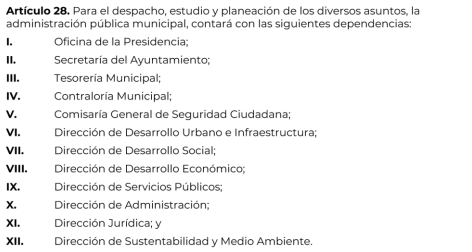 Artículo 28. Para el despacho, estudio y planeación de los diversos asuntos, la
administración pública municipal, contará con las siguientes dependencias:
I. Oficina de la Presidencia;
II. Secretaría del Ayuntamiento;
III. Tesorería Municipal;
IV. Contraloría Municipal;
V. Comisaría General de Seguridad Ciudadana;
VI. Dirección de Desarrollo Urbano e Infraestructura;
VII. Dirección de Desarrollo Social;
VIII. Dirección de Desarrollo Económico;
IX. Dirección de Servicios Públicos;
X. Dirección de Administración;
XI. Dirección Jurídica; y
XII. Dirección de Sustentabilidad y Medio Ambiente.